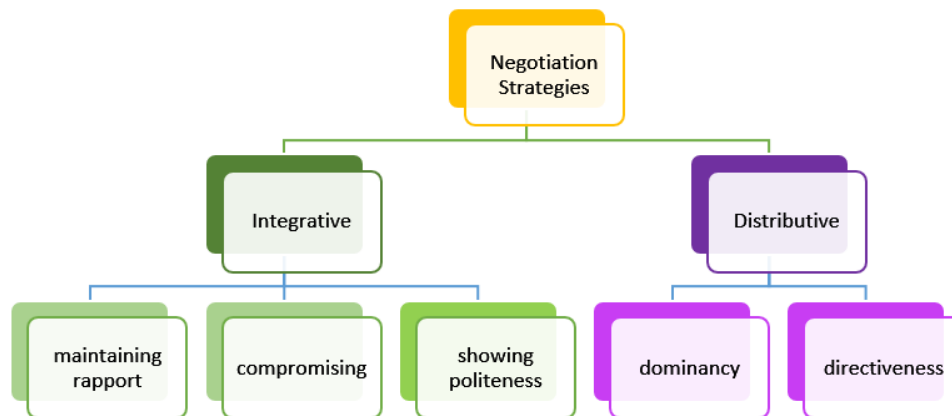 Negotiation
Strategies
Integrative
Distributive
maintaining
rapport
compromising
showing
politeness
dominancy
directiveness